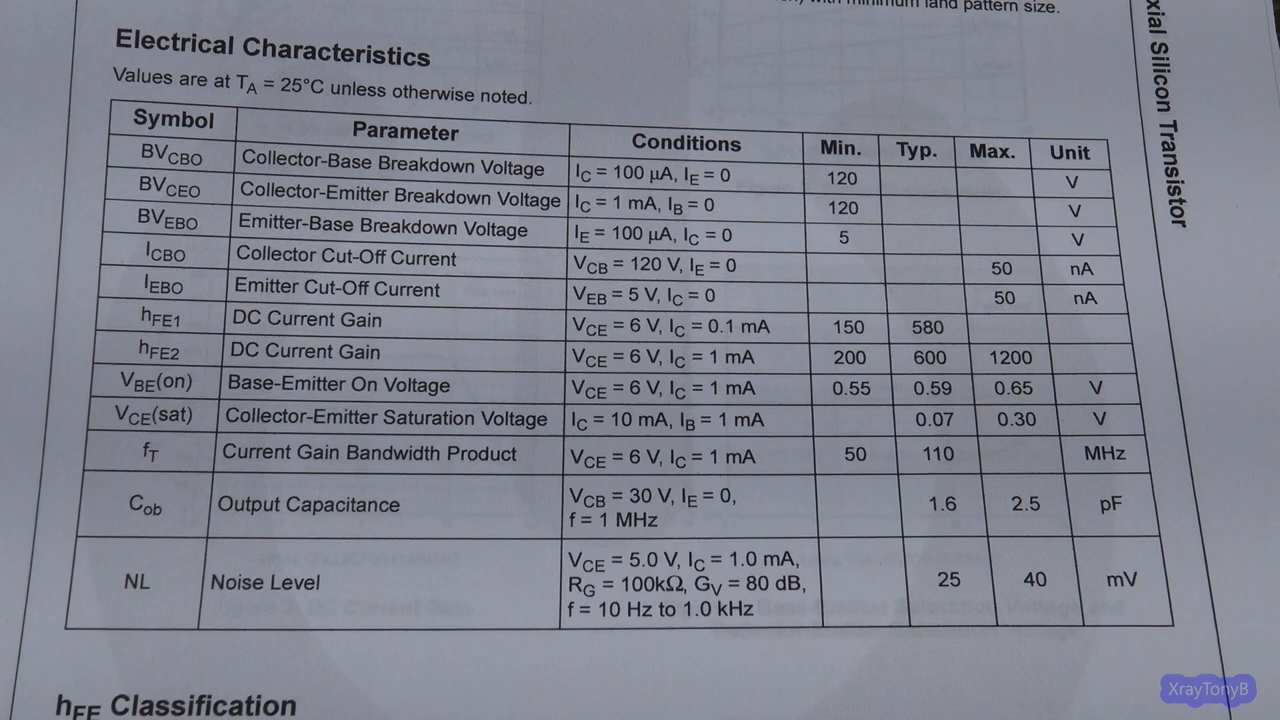 with minimum land pattern size.
xial Silicon Transistor
Electrical Characteristics
Values are at TA = 25°C unless otherwise noted.
Symbol Parameter Conditions Min. Typ. Max. Unit
BVCBO Collector-Base Breakdown Voltage IC = 100 μA, IE = 0 120 V
BVCEO Collector-Emitter Breakdown Voltage IC = 1 mA, IB = 0 120 V
BVEBO Emitter-Base Breakdown Voltage IE = 100 μA, IC = 0 5 V
ICBO Collector Cut-Off Current VCB = 120 V, IE = 0 50 nA
IEBO Emitter Cut-Off Current VEB = 5 V, IC = 0 50 nA
hFE1 DC Current Gain VCE = 6 V, IC = 0.1 mA 150 580
hFE2 DC Current Gain VCE = 6 V, IC = 1 mA 200 600 1200
VBE(on) Base-Emitter On Voltage VCE = 6 V, IC = 1 mA 0.55 0.59 0.65 V
VCE(sat) Collector-Emitter Saturation Voltage IC = 10 mA, IB = 1 mA 0.07 0.30 V
fT Current Gain Bandwidth Product VCE = 6 V, IC = 1 mA 50 110 MHz
Cob Output Capacitance VCB = 30 V, IE = 0,
f = 1 MHz 1.6 2.5 pF
NL Noise Level VCE = 5.0 V, IC = 1.0 mA,
RG = 100kΩ, GV = 80 dB, 25 40 mV
f = 10 Hz to 1.0 kHz
hFE Classification
XrayTonyB